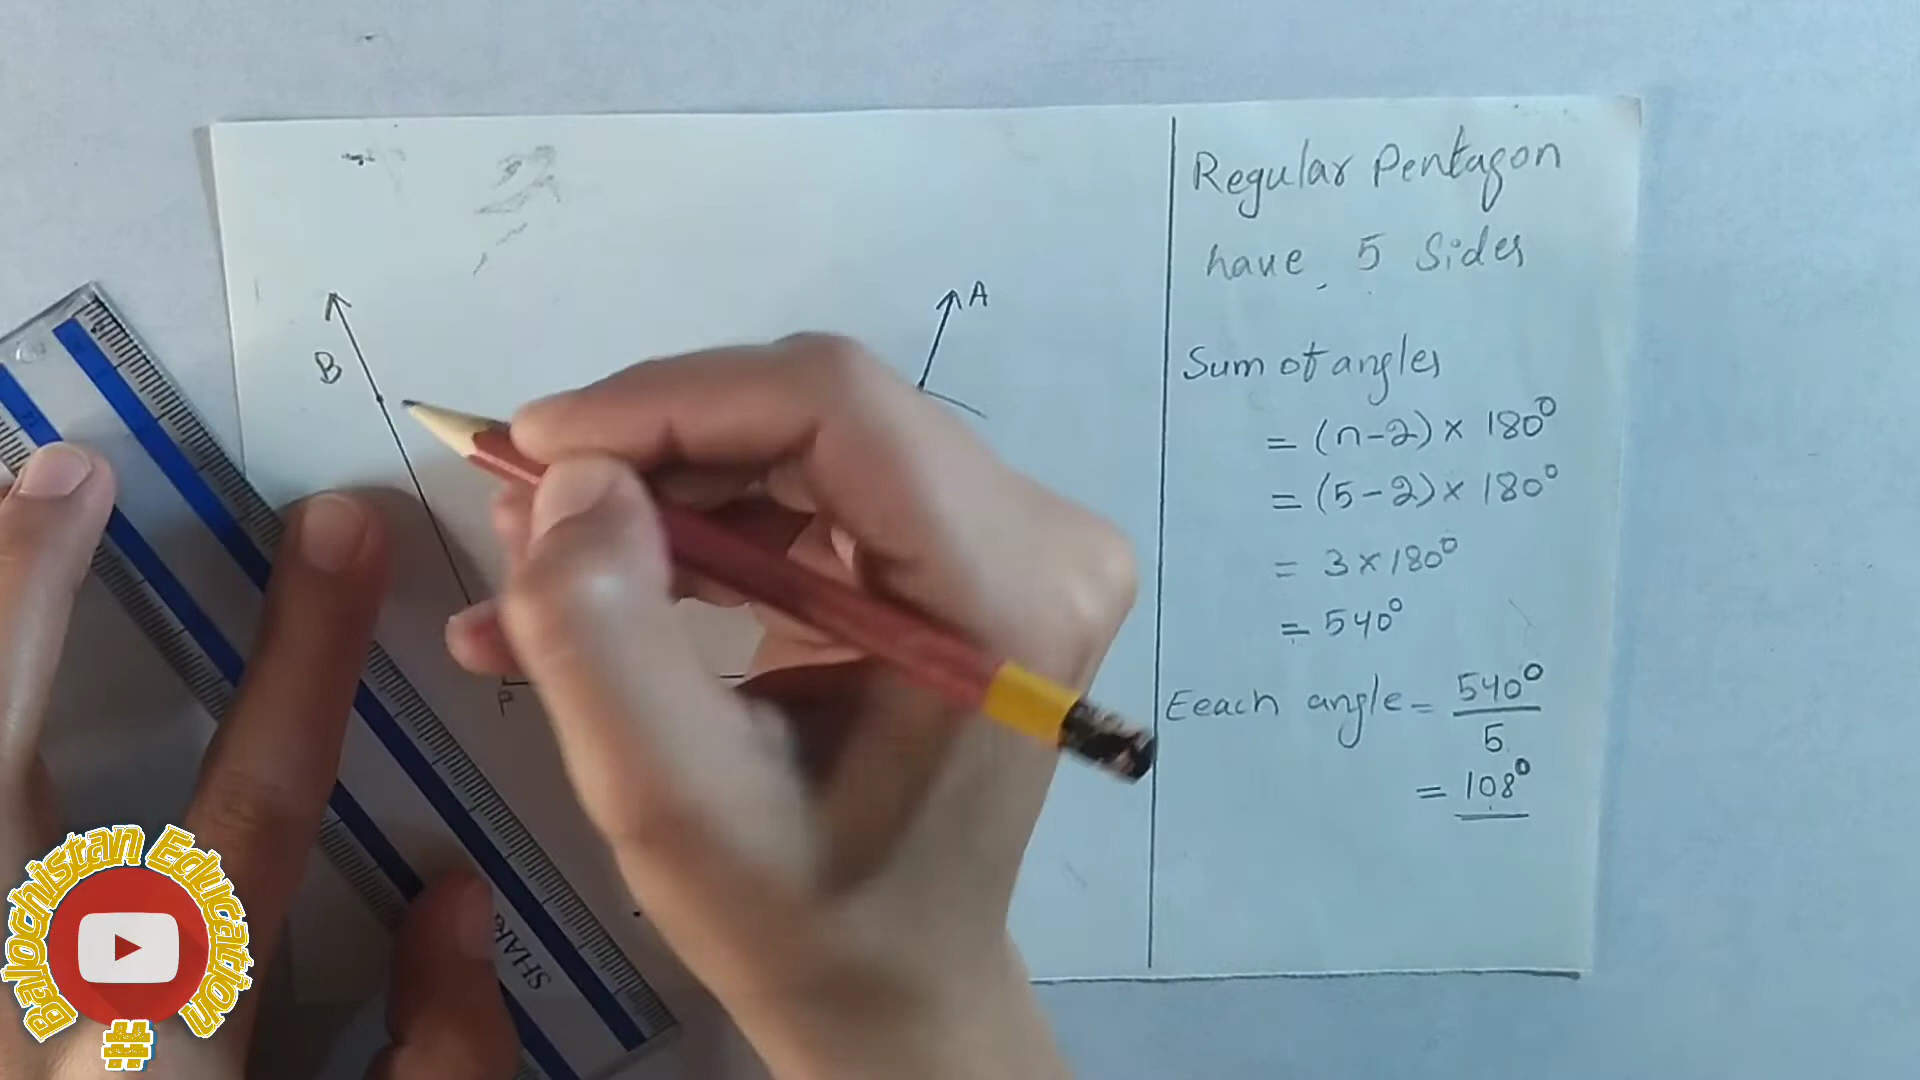 Regular Pentagon
have 5 Sides
Sum of angles
= (n-2) × 180°
= (5-2) × 180°
= 3 × 180°
= 540°
Eeach angle = 540°
5
= 108°
B
A
P
Balochistan Education
#